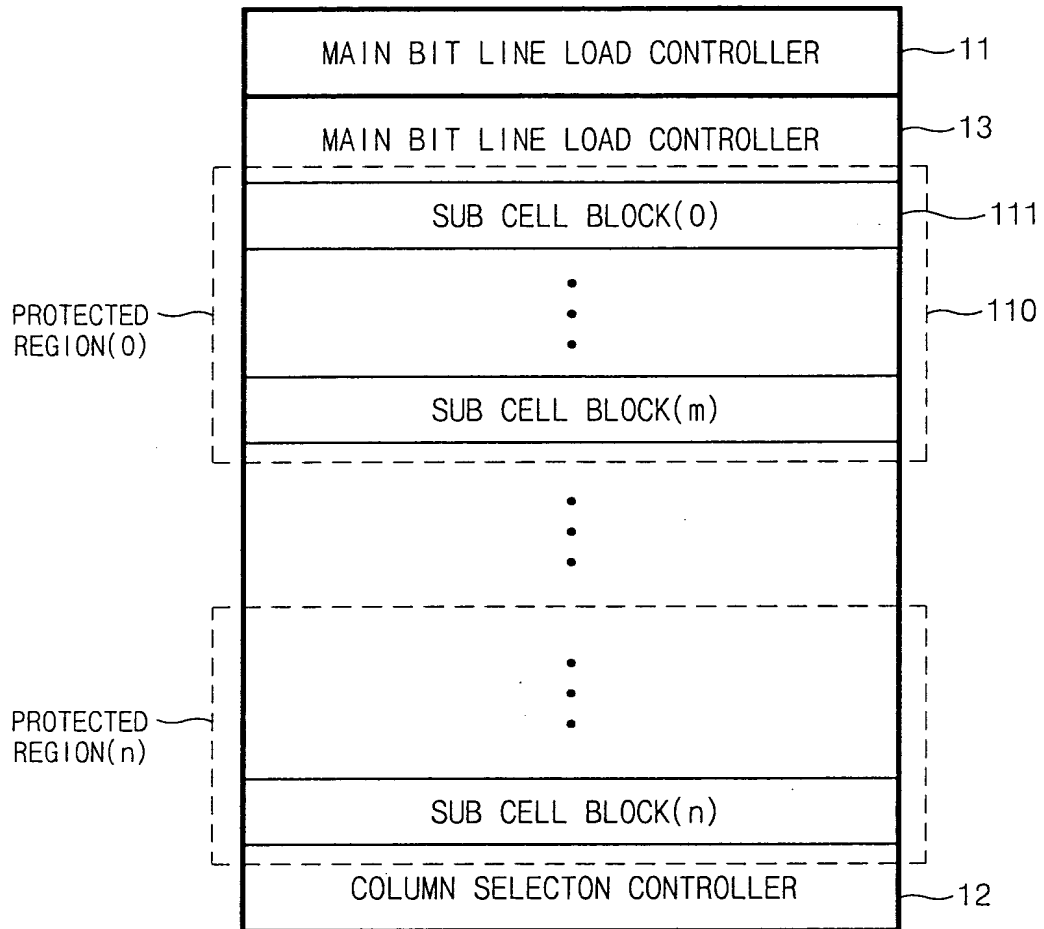 MAIN BIT LINE LOAD CONTROLLER
11
MAIN BIT LINE LOAD CONTROLLER
13
SUB CELL BLOCK(0)
111
PROTECTED
REGION(0)
110
SUB CELL BLOCK(m)
PROTECTED
REGION(n)
SUB CELL BLOCK(n)
COLUMN SELECTON CONTROLLER
12